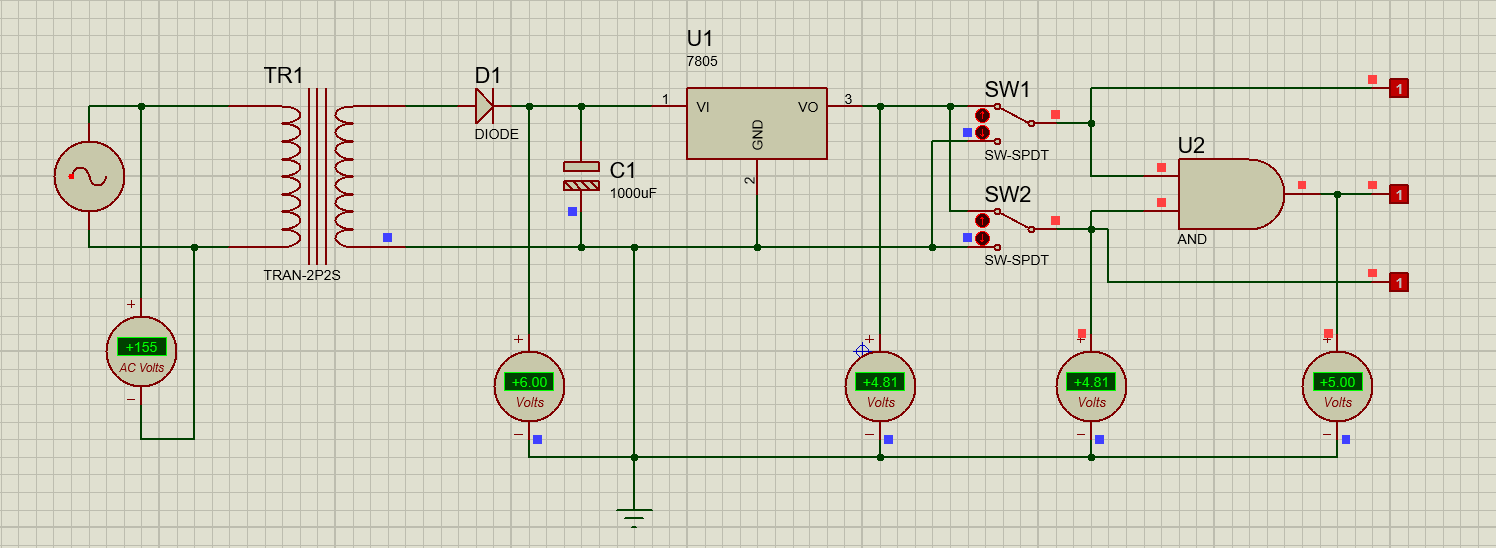 TR1
TRAN-2P2S
+
+155
AC Volts
−
D1
DIODE
C1
1000uF
U1
7805
1
VI
VO
3
GND
2
SW1
SW-SPDT
SW2
SW-SPDT
U2
AND
1
1
1
+
+6.00
Volts
−
+
+4.81
Volts
−
+
+4.81
Volts
−
+
+5.00
Volts
−